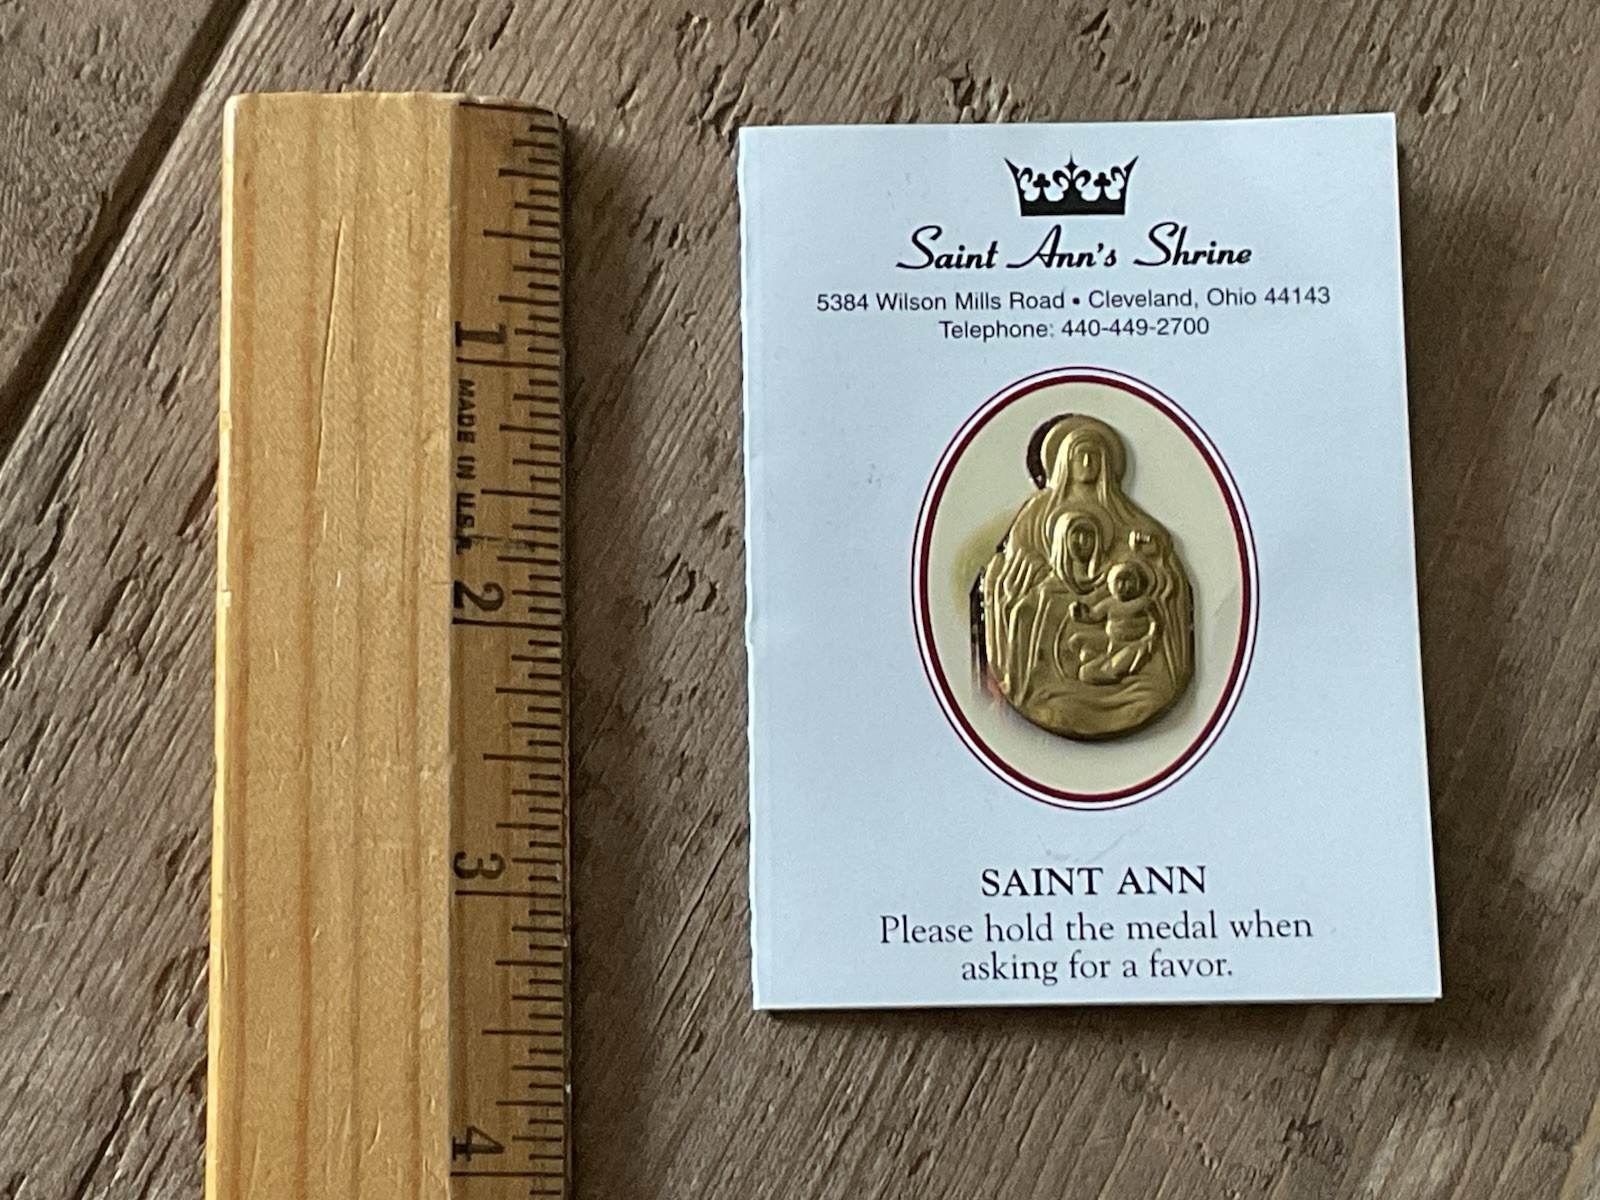 1
MADE IN U.S.A.
2
3
4
Saint Ann's Shrine
5384 Wilson Mills Road • Cleveland, Ohio 44143
Telephone: 440-449-2700
SAINT ANN
Please hold the medal when
asking for a favor.